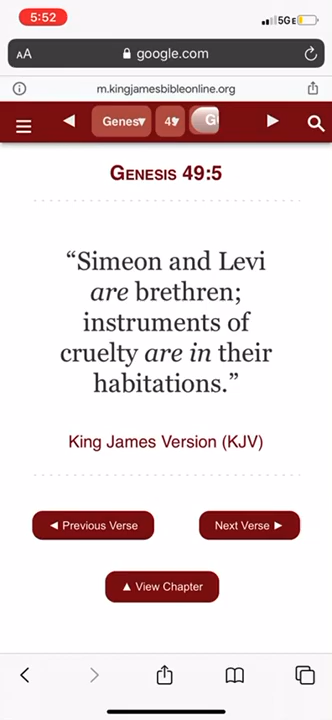 5:52
5GE
AA google.com
m.kingjamesbibleonline.org
Genes 49 G
GENESIS 49:5
“Simeon and Levi
are brethren;
instruments of
cruelty are in their
habitations.”
King James Version (KJV)
◄ Previous Verse Next Verse ►
▲ View Chapter